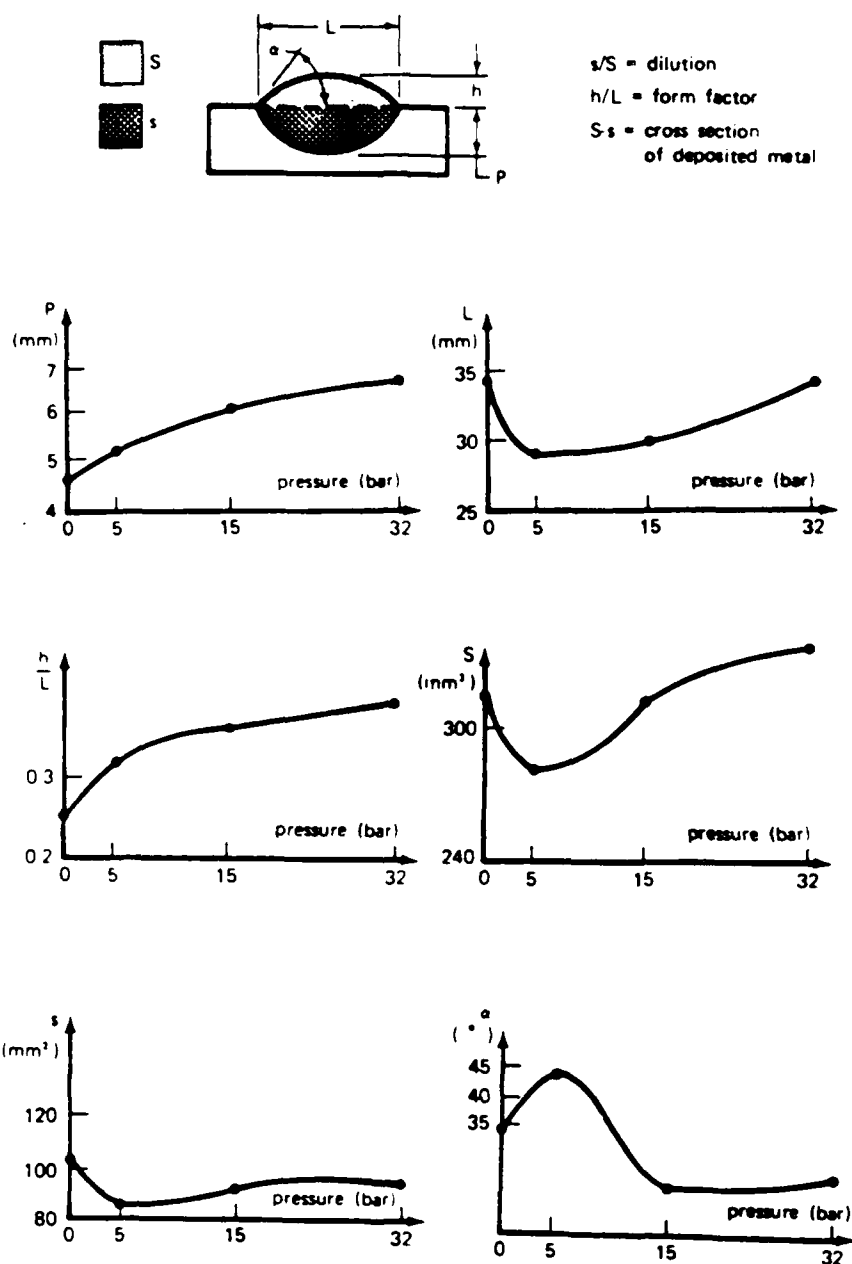 S
s
L
α
h
P
s/S = dilution
h/L = form factor
S-s = cross section
of deposited metal
P
(mm)
7
6
5
4
pressure (bar)
0 5 15 32
L
(mm)
35
30
25
pressure (bar)
0 5 15 32
h
L
0.3
0.2
pressure (bar)
0 5 15 32
S
(mm²)
300
240
pressure (bar)
0 5 15 32
s
(mm²)
120
100
80
pressure (bar)
0 5 15 32
α
(°)
45
40
35
pressure (bar)
0 5 15 32